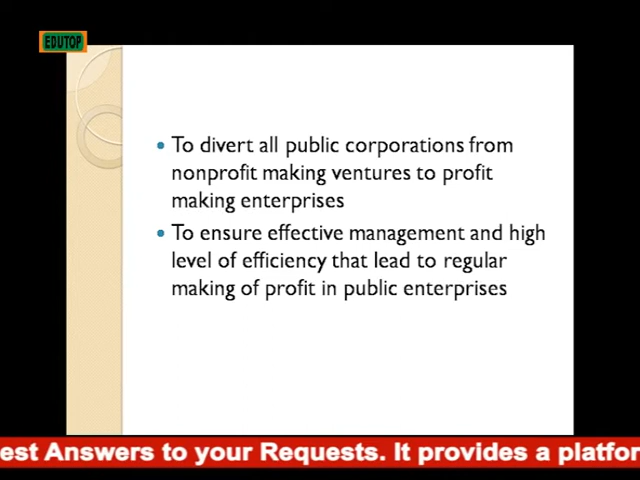 EDUTOP
To divert all public corporations from
nonprofit making ventures to profit
making enterprises
To ensure effective management and high
level of efficiency that lead to regular
making of profit in public enterprises
est Answers to your Requests. It provides a platfor